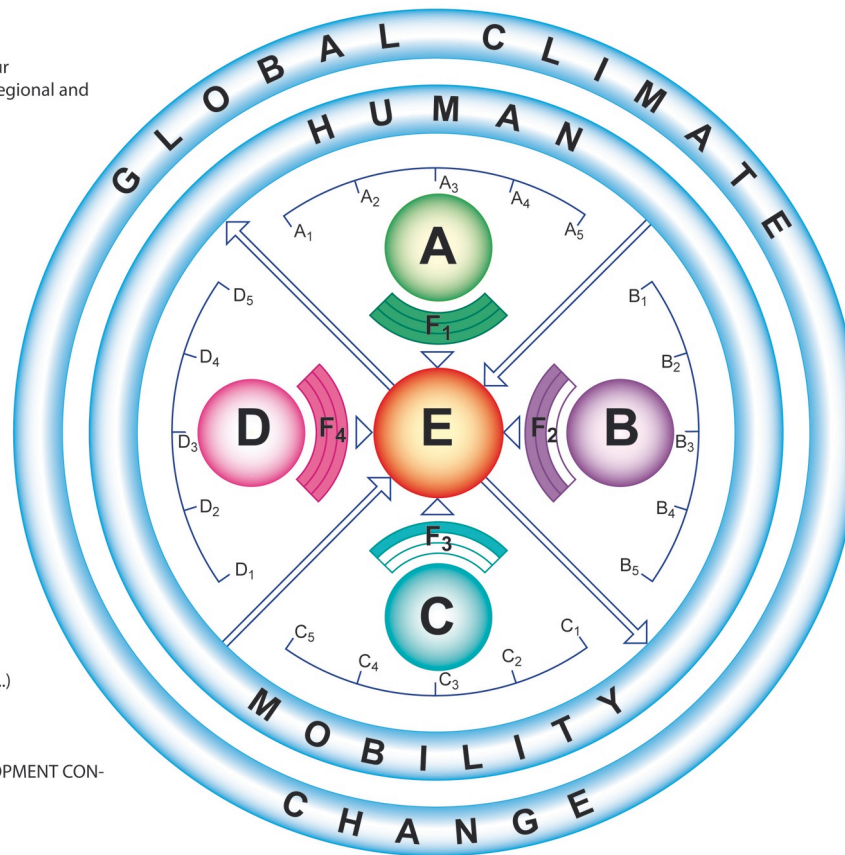 ur
egional and
GLOBAL CLIMATE
HUMAN
A1 A2 A3 A4 A5
A
F1
D5 B1
D4 B2
D F4 E F2 B
D3 B3
D2 B4
F3
D1 B5
C
C5 C4 C3 C2 C1
..)
MOBILITY
OPMENT CON-
CHANGE